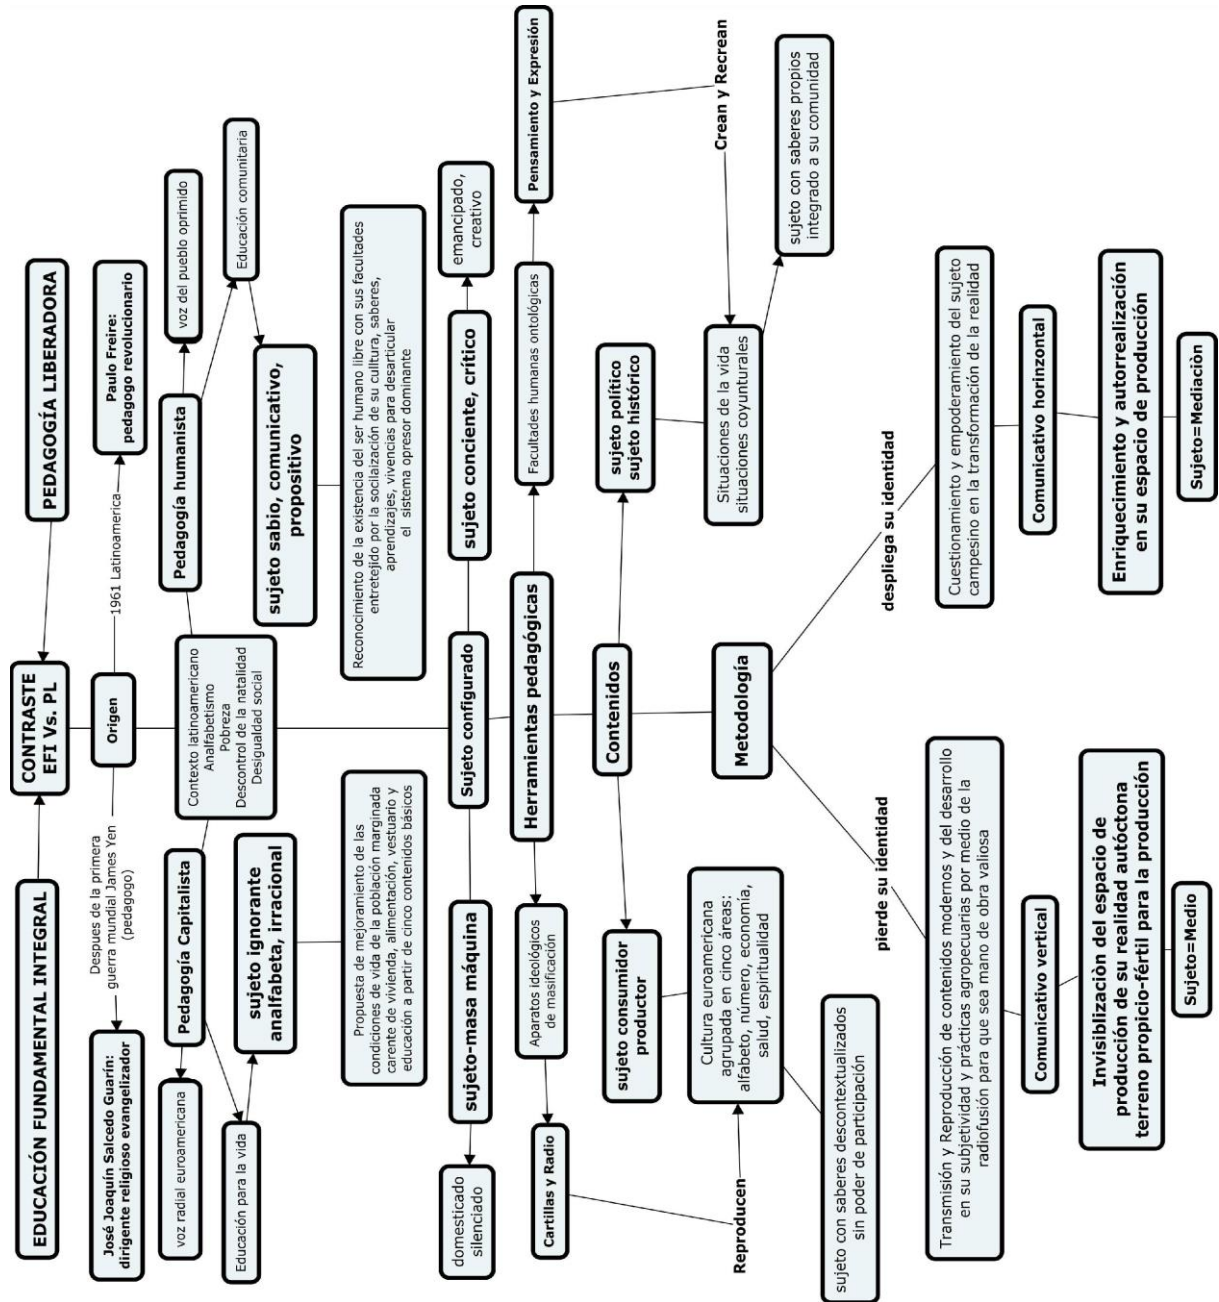 EDUCACIÓN FUNDAMENTAL INTEGRAL
CONTRASTE
EFI Vs. PL
PEDAGOGÍA LIBERADORA
José Joaquín Salcedo Guarín:
dirigente religioso evangelizador
Despues de la primera
guerra mundial James Yen
(pedagogo)
Origen
1961 Latinoamerica
Paulo Freire:
pedagogo revolucionario
voz radial euroamericana
Pedagogía Capitalista
Contexto latinoamericano
Analfabetismo
Pobreza
Descontrol de la natalidad
Desigualdad social
Pedagogía humanista
voz del pueblo oprimido
Educación para la vida
sujeto ignorante
analfabeta, irracional
sujeto sabio, comunicativo,
propositivo
Educación comunitaria
Propuesta de mejoramiento de las
condiciones de vida de la población marginada
carente de vivienda, alimentación, vestuario y
educación a partir de cinco contenidos básicos
Reconocimiento de la existencia del ser humano libre con sus facultades
entretejido por la socialización de su cultura, saberes,
aprendizajes, vivencias para desarticular
el sistema opresor dominante
domesticado
silenciado
sujeto-masa máquina
Sujeto configurado
sujeto conciente, crítico
emancipado,
creativo
Cartillas y Radio
Aparatos ideológicos
de masificación
Herramientas pedagógicas
Facultades humanas ontológicas
Pensamiento y Expresión
sujeto consumidor
productor
Contenidos
sujeto político
sujeto histórico
Reproducen
Cultura euroamericana
agrupada en cinco áreas:
alfabeto, número, economía,
salud, espiritualidad
Situaciones de la vida
situaciones coyunturales
Crean y Recrean
sujeto con saberes descontextualizados
sin poder de participación
Metodología
sujeto con saberes propios
integrado a su comunidad
pierde su identidad
despliega su identidad
Transmisión y Reproducción de contenidos modernos y del desarrollo
en su subjetividad y prácticas agropecuarias por medio de la
radiofusión para que sea mano de obra valiosa
Cuestionamiento y empoderamiento del sujeto
campesino en la transformación de la realidad
Comunicativo vertical
Comunicativo horinzontal
Invisiblización del espacio de
producción de su realidad autóctona
terreno propicio-fértil para la producción
Enriquecimiento y autorrealización
en su espacio de producción
Sujeto=Medio
Sujeto=Mediaciòn